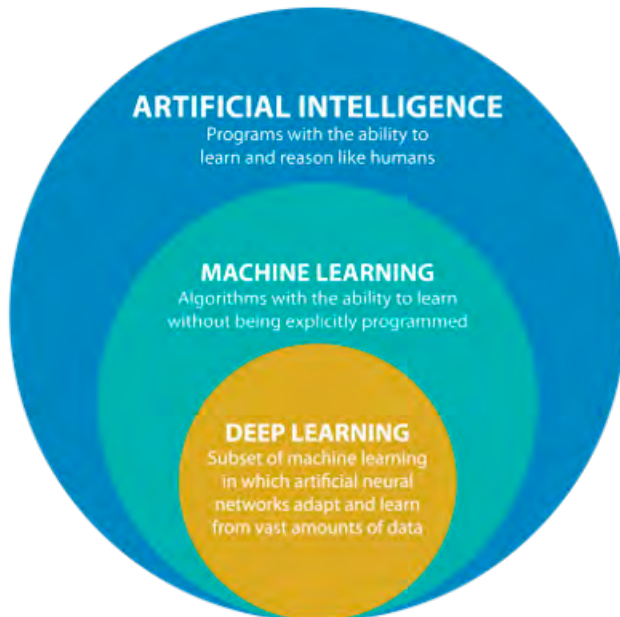 ARTIFICIAL INTELLIGENCE
Programs with the ability to
learn and reason like humans
MACHINE LEARNING
Algorithms with the ability to learn
without being explicitly programmed
DEEP LEARNING
Subset of machine learning
in which artificial neural
networks adapt and learn
from vast amounts of data